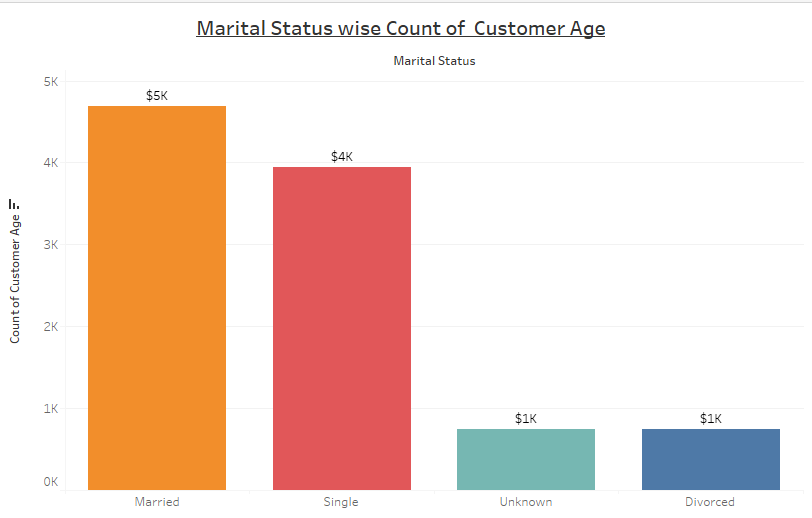 Marital Status wise Count of  Customer Age
Marital Status
5K
4K
3K
2K
1K
0K
Count of Customer Age
$5K
$4K
$1K
$1K
Married
Single
Unknown
Divorced